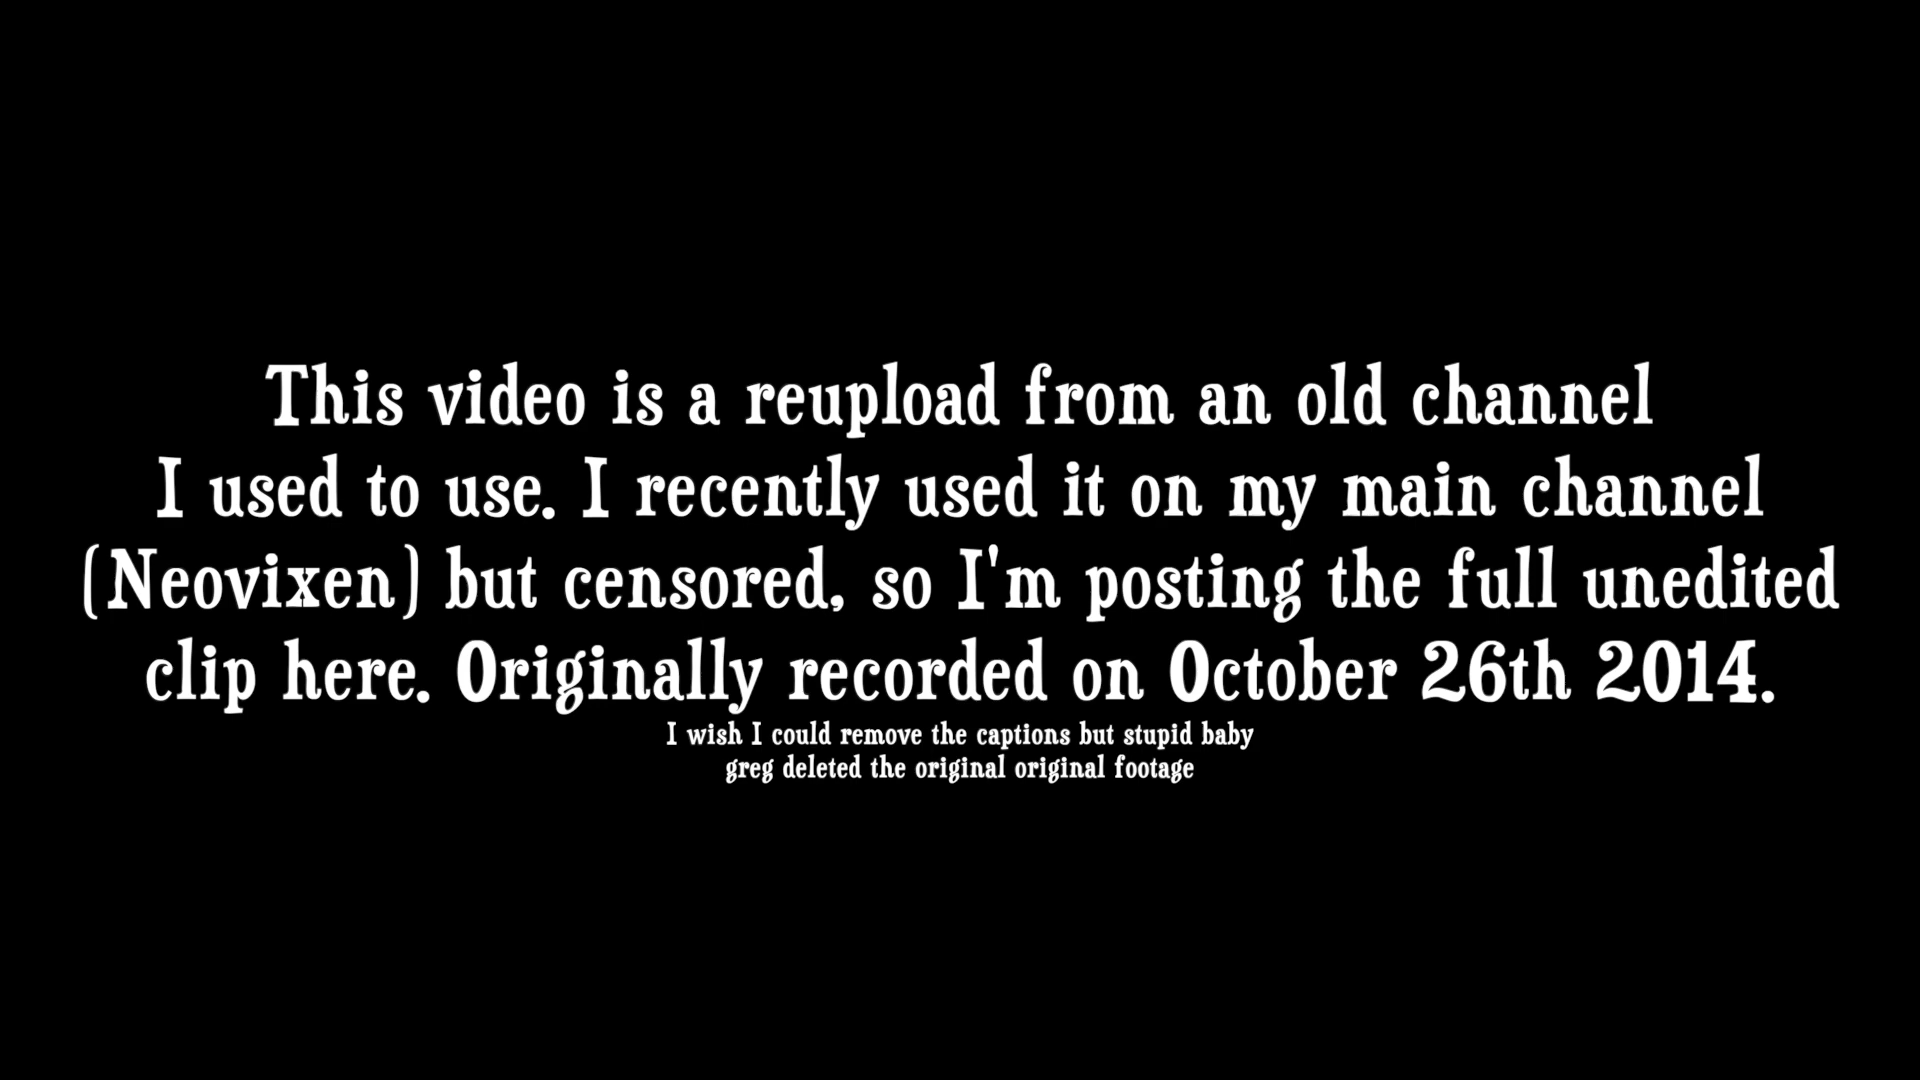 This video is a reupload from an old channel
I used to use. I recently used it on my main channel
(Neovixen) but censored, so I'm posting the full unedited
clip here. Originally recorded on October 26th 2014.
I wish I could remove the captions but stupid baby
greg deleted the original original footage